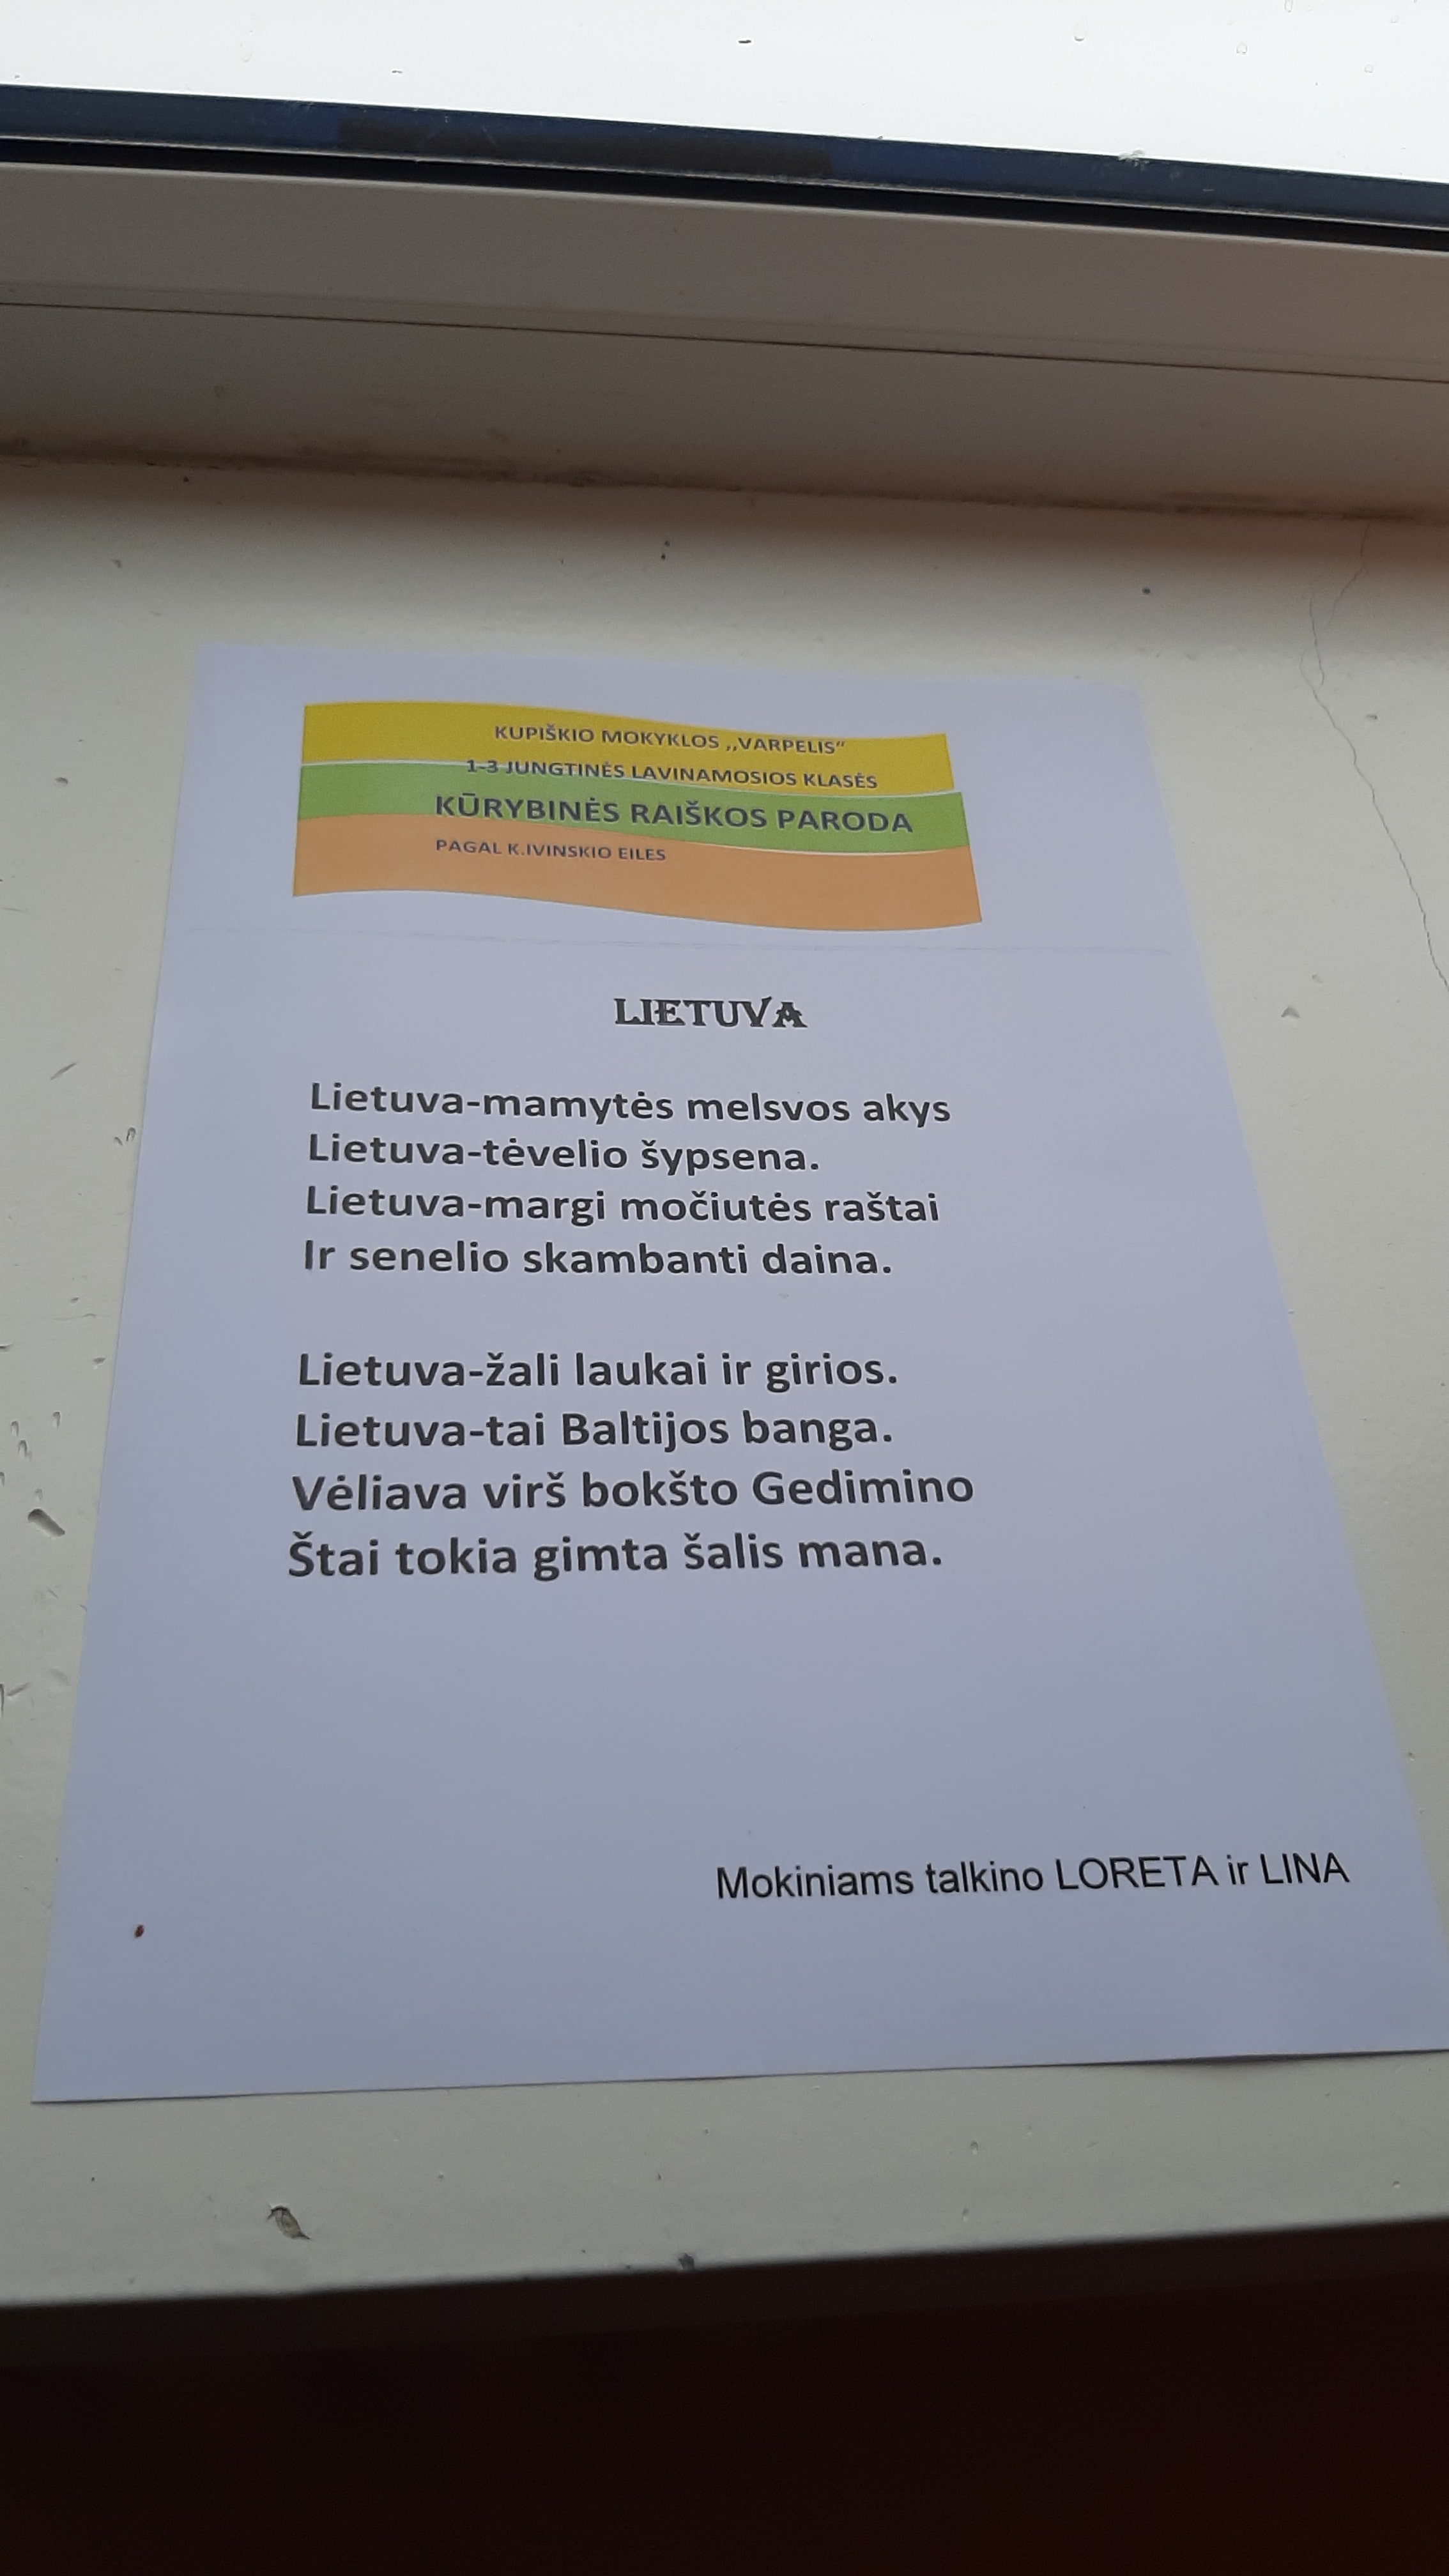 KUPIŠKIO MOKYKLOS ,,VARPELIS"
1-3 JUNGTINĖS LAVINAMOSIOS KLASĖS
KŪRYBINĖS RAIŠKOS PARODA
PAGAL K.IVINSKIO EILES
LIETUVA
Lietuva-mamytės melsvos akys
Lietuva-tėvelio šypsena.
Lietuva-margi močiutės raštai
Ir senelio skambanti daina.
Lietuva-žali laukai ir girios.
Lietuva-tai Baltijos banga.
Vėliava virš bokšto Gedimino
Štai tokia gimta šalis mana.
Mokiniams talkino LORETA ir LINA